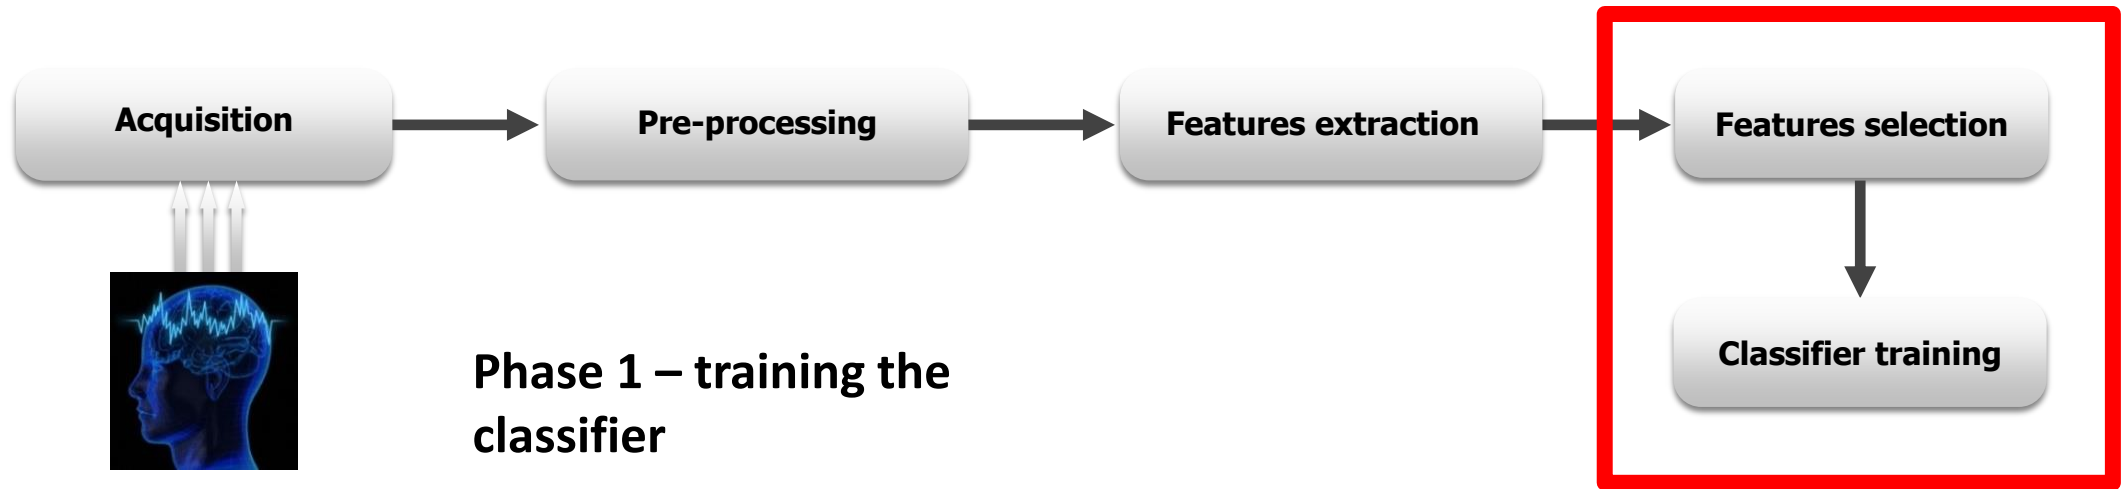 Acquisition
Pre-processing
Features extraction
Features selection
Classifier training
Phase 1 – training the
classifier